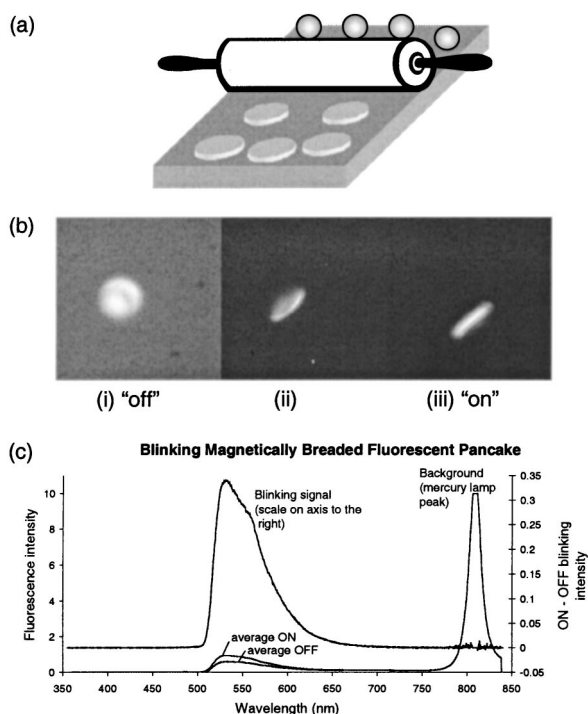 (a)
(b)
(i) “off”
(ii)
(iii) “on”
(c)
Blinking Magnetically Breaded Fluorescent Pancake
Fluorescence intensity
10
8
6
4
2
0
Blinking signal
(scale on axis to the
right)
average ON
average OFF
Background
(mercury lamp
peak)
0.35
0.3
0.25
0.2
0.15
0.1
0.05
0
-0.05
ON - OFF blinking
intensity
350 400 450 500 550 600 650 700 750 800 850
Wavelength (nm)